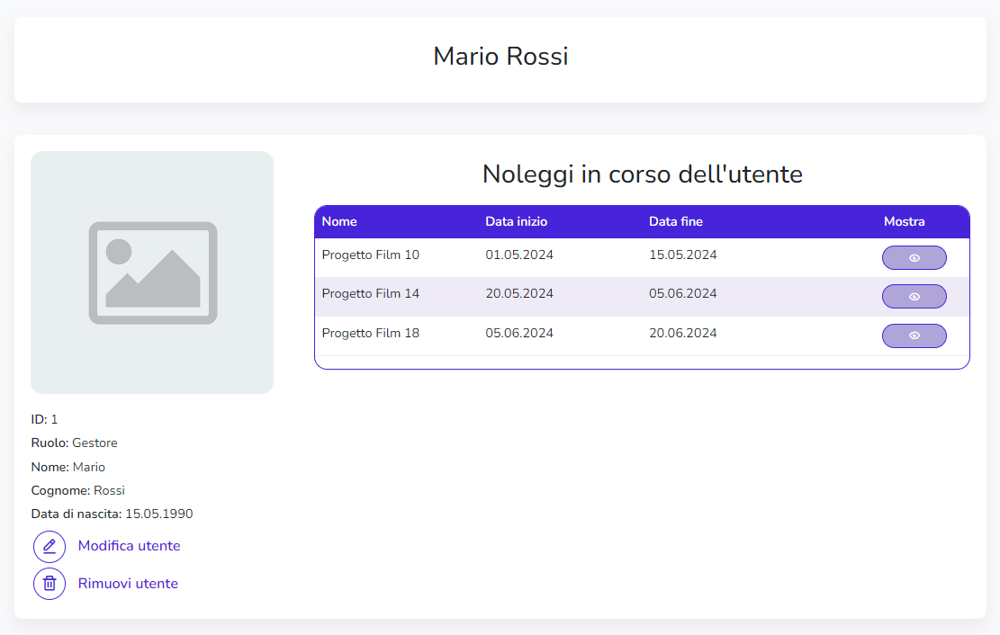 Mario Rossi
Noleggi in corso dell'utente
Nome Data inizio Data fine Mostra
Progetto Film 10 01.05.2024 15.05.2024
Progetto Film 14 20.05.2024 05.06.2024
Progetto Film 18 05.06.2024 20.06.2024
ID: 1
Ruolo: Gestore
Nome: Mario
Cognome: Rossi
Data di nascita: 15.05.1990
Modifica utente
Rimuovi utente